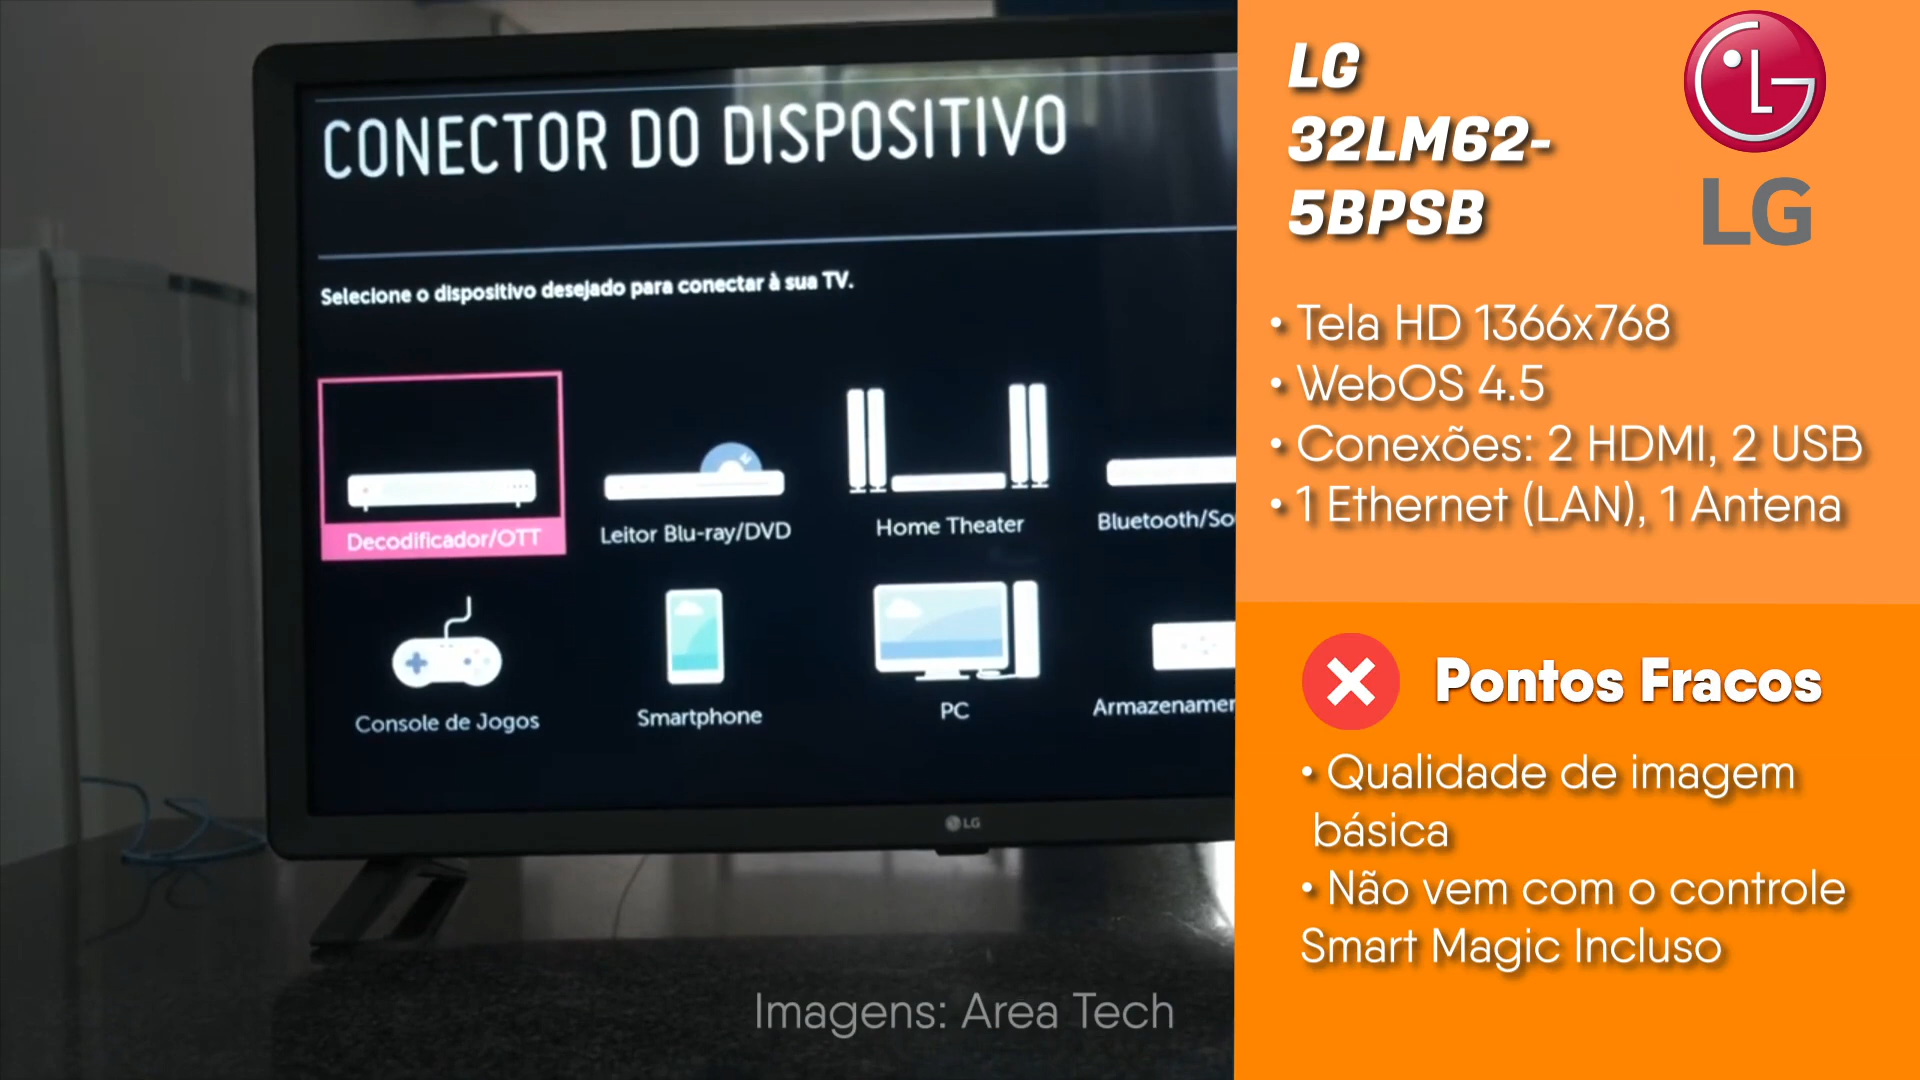 CONECTOR DO DISPOSITIVO
Selecione o dispositivo desejado para conectar à sua TV.
Decodificador/OTT
Leitor Blu-ray/DVD
Home Theater
Bluetooth/So
Console de Jogos
Smartphone
PC
Armazename
LG
Imagens: Area Tech
LG
32LM62-
5BPSB
LG
• Tela HD 1366x768
• WebOS 4.5
• Conexões: 2 HDMI, 2 USB
• 1 Ethernet (LAN), 1 Antena
Pontos Fracos
• Qualidade de imagem
básica
• Não vem com o controle
Smart Magic Incluso